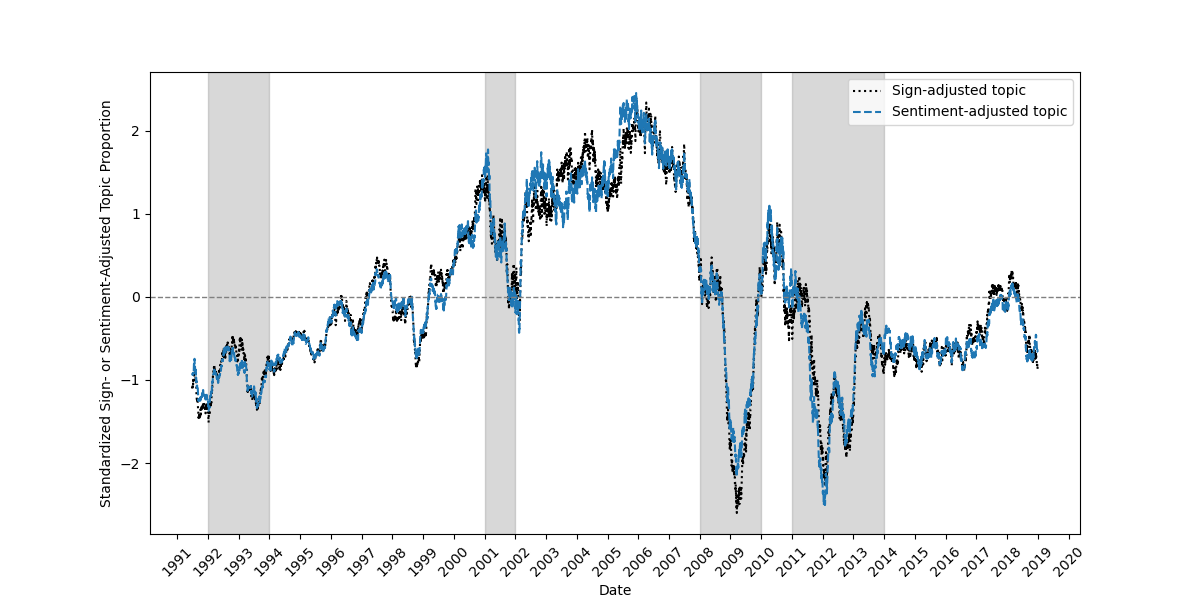 Sign-adjusted topic
Sentiment-adjusted topic
Standardized Sign- or Sentiment-Adjusted Topic Proportion
2
1
0
−1
−2
1991 1992 1993 1994 1995 1996 1997 1998 1999 2000 2001 2002 2003 2004 2005 2006 2007 2008 2009 2010 2011 2012 2013 2014 2015 2016 2017 2018 2019 2020
Date